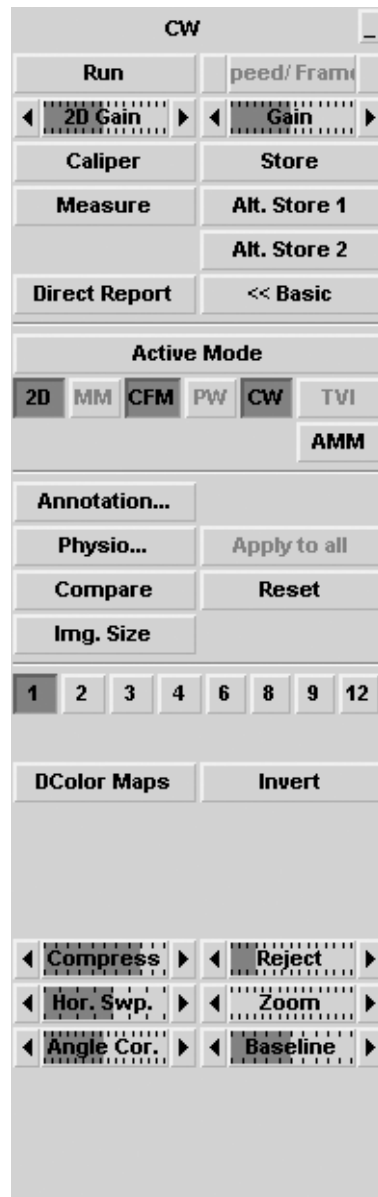 CW
Run peed/Frame
2D Gain Gain
Caliper Store
Measure Alt. Store 1
Alt. Store 2
Direct Report << Basic
Active Mode
2D MM CFM PW CW TVI
AMM
Annotation...
Physio... Apply to all
Compare Reset
Img. Size
1 2 3 4 6 8 9 12
DColor Maps Invert
Compress Reject
Hor. Swp. Zoom
Angle Cor. Baseline